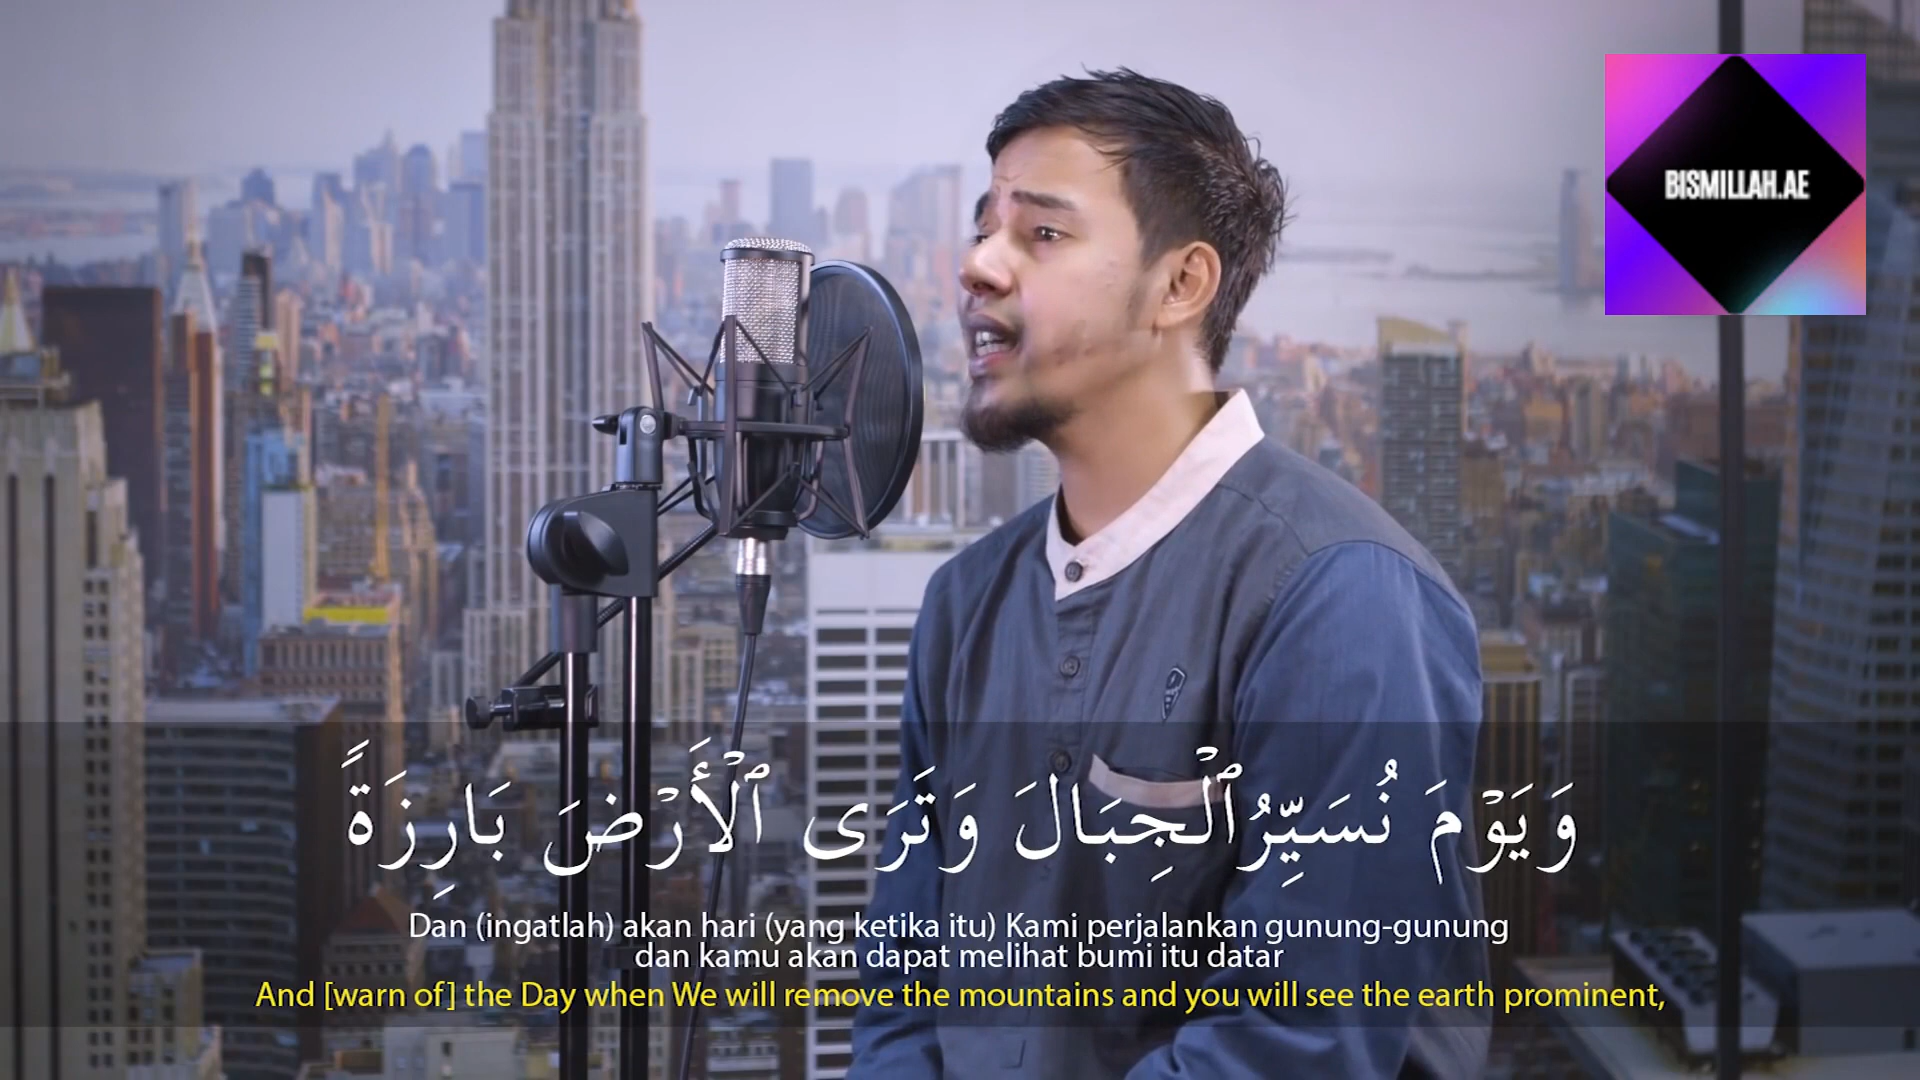 BISMILLAH.AE
وَيَوْمَ نُسَيِّرُ ٱلْجِبَالَ وَتَرَى ٱلْأَرْضَ بَارِزَةً
Dan (ingatlah) akan hari (yang ketika itu) Kami perjalankan gunung-gunung
dan kamu akan dapat melihat bumi itu datar
And [warn of] the Day when We will remove the mountains and you will see the earth prominent,